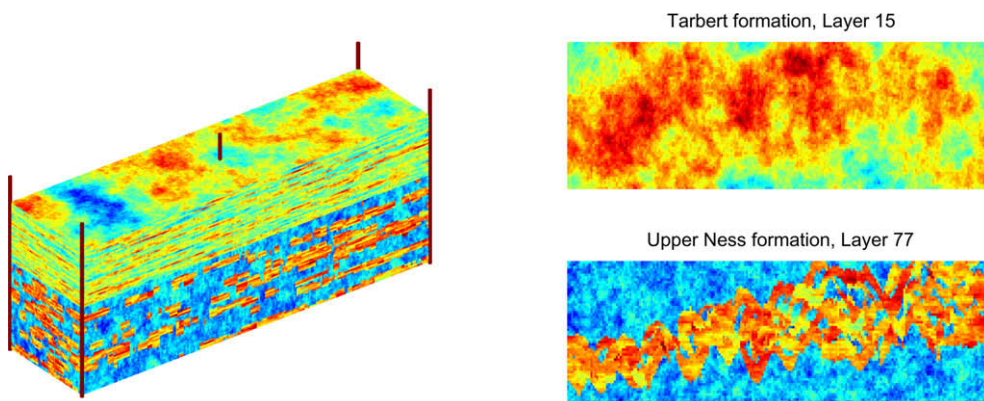 Tarbert formation, Layer 15
Upper Ness formation, Layer 77